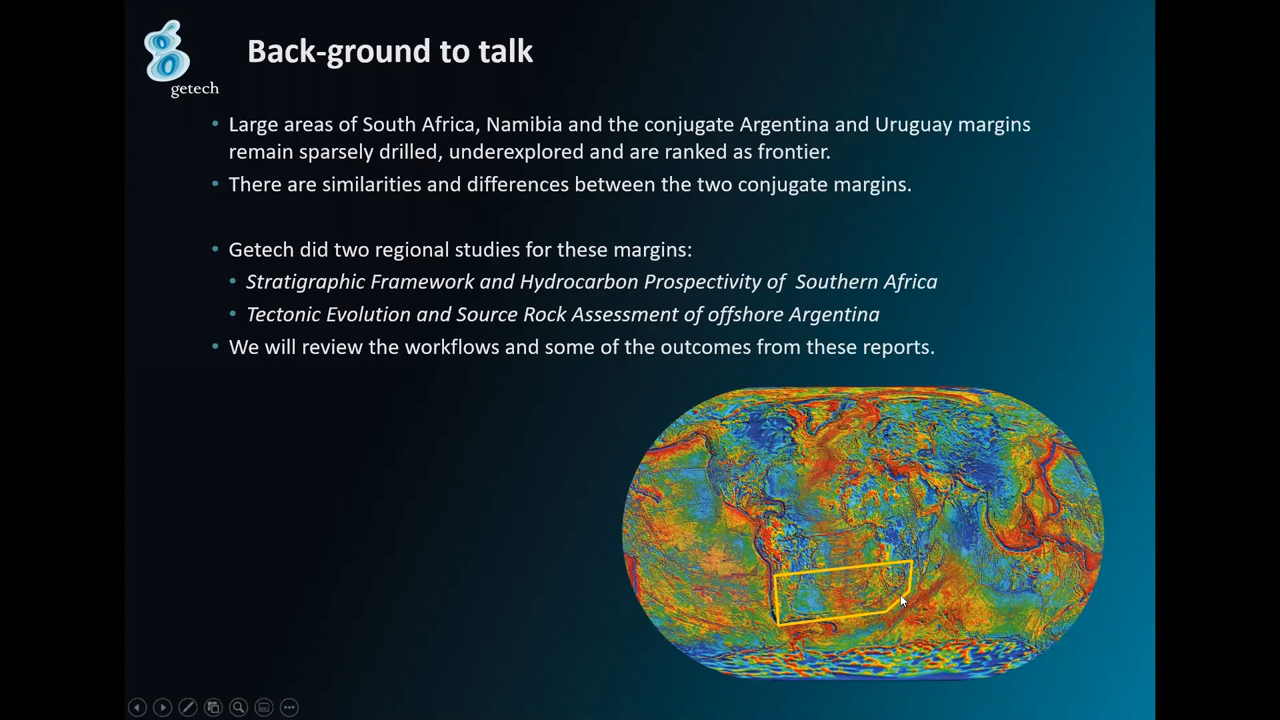 getech
Back-ground to talk
Large areas of South Africa, Namibia and the conjugate Argentina and Uruguay margins
remain sparsely drilled, underexplored and are ranked as frontier.
There are similarities and differences between the two conjugate margins.
Getech did two regional studies for these margins:
Stratigraphic Framework and Hydrocarbon Prospectivity of Southern Africa
Tectonic Evolution and Source Rock Assessment of offshore Argentina
We will review the workflows and some of the outcomes from these reports.